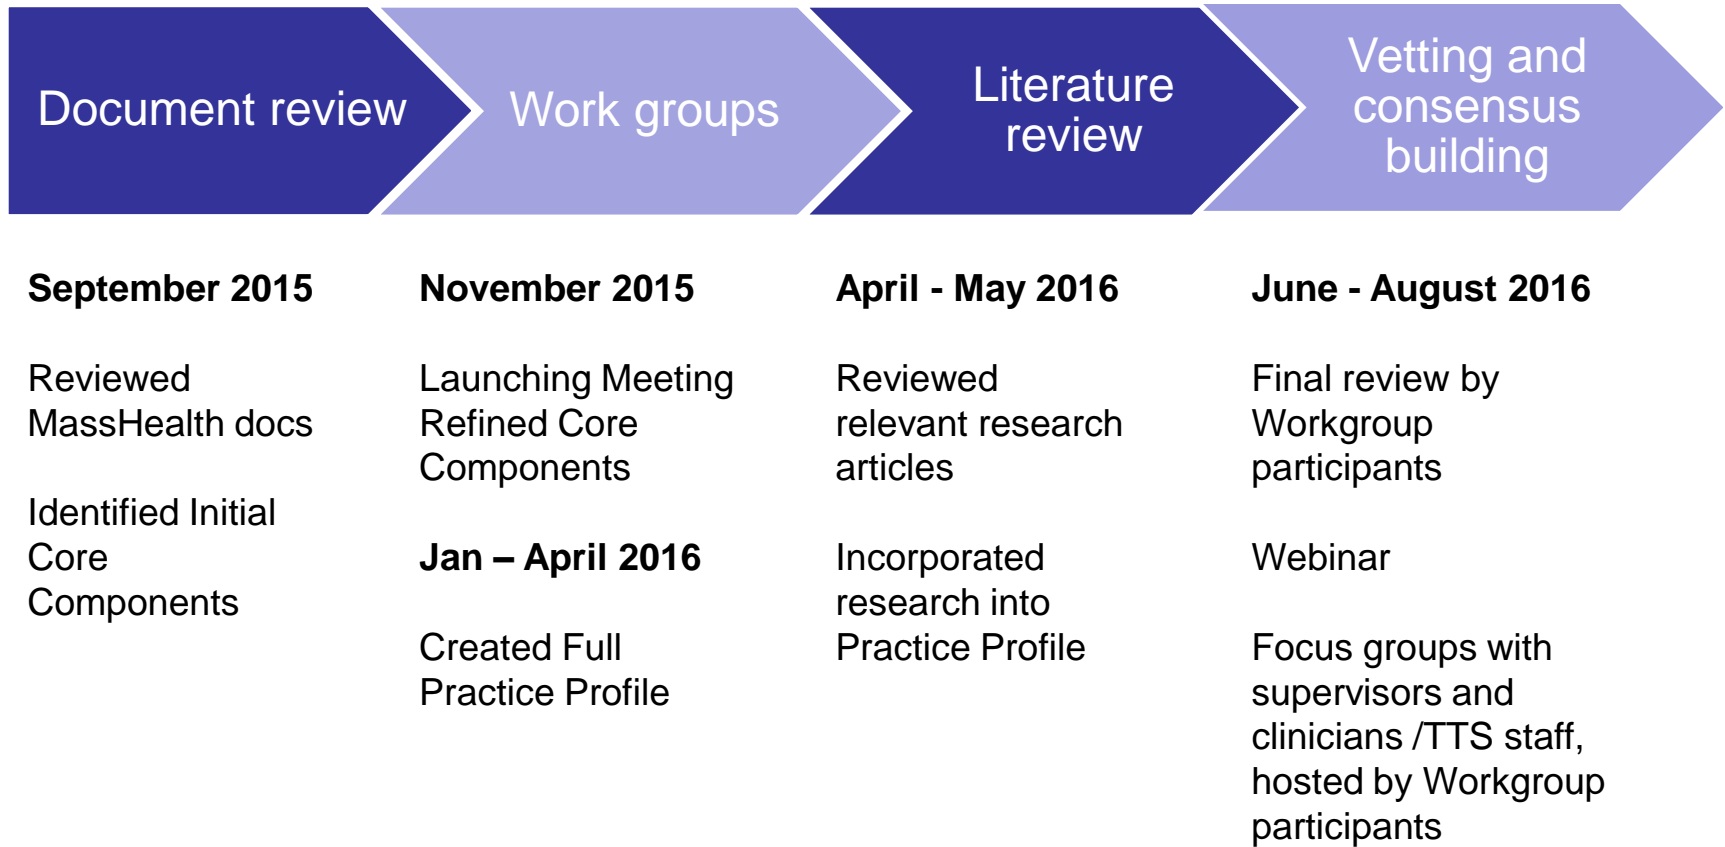 Document review
Work groups
Literature
review
Vetting and
consensus
building
September 2015
Reviewed
MassHealth docs
Identified Initial
Core
Components
November 2015
Launching Meeting
Refined Core
Components
Jan – April 2016
Created Full
Practice Profile
April - May 2016
Reviewed
relevant research
articles
Incorporated
research into
Practice Profile
June - August 2016
Final review by
Workgroup
participants
Webinar
Focus groups with
supervisors and
clinicians /TTS staff,
hosted by Workgroup
participants